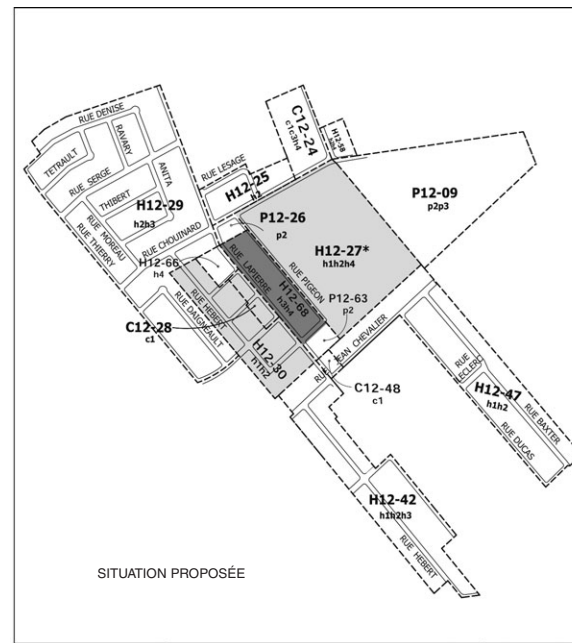 RUE DENISE
TETRAULT
RAVARY
RUE SERGE
ANITA
THIBERT
H12-29
h2h3
RUE MOREAU
RUE THIERRY
RUE CHOUINARD
RUE LESAGE
H12-25
C12-24
c1c3h4
H12-58
P12-09
p2p3
P12-26
p2
H12-27*
h1h2h4
H12-66
h4
RUE LAPIERRE
RUE PIGEON
H12-68
h3h4
P12-63
p2
RUE HEBERT
RUE DAIGNEAULT
C12-28
c1
H12-30
h1h2
RUE JEAN CHEVALIER
C12-48
c1
RUE LECLERC
H12-47
h1h2
RUE BAXTER
RUE DUCAS
H12-42
h1h2h3
RUE HEBERT
SITUATION PROPOSÉE